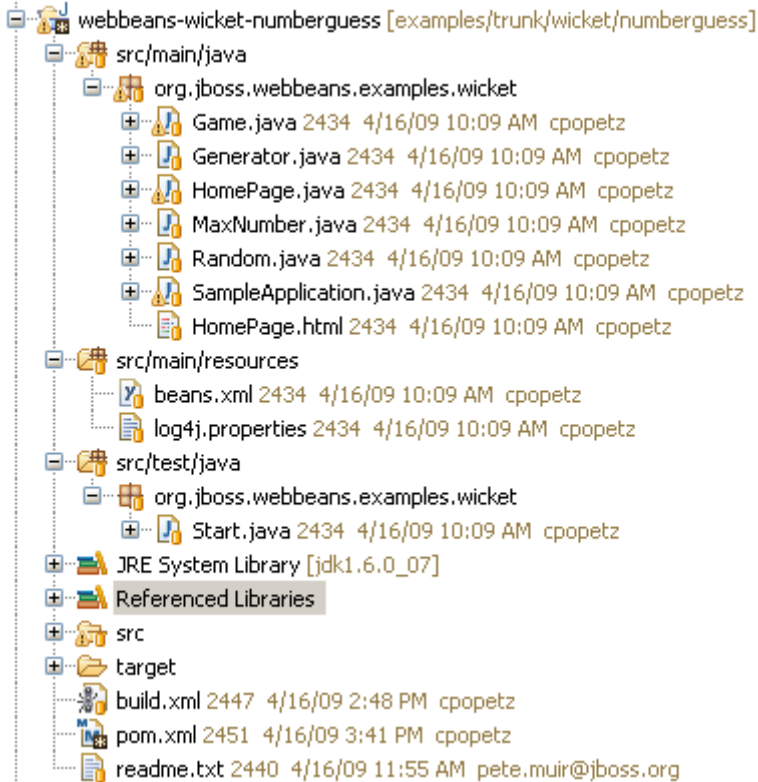 webbeans-wicket-numberguess [examples/trunk/wicket/numberguess]
src/main/java
org.jboss.webbeans.examples.wicket
Game.java 2434 4/16/09 10:09 AM cpopetz
Generator.java 2434 4/16/09 10:09 AM cpopetz
HomePage.java 2434 4/16/09 10:09 AM cpopetz
MaxNumber.java 2434 4/16/09 10:09 AM cpopetz
Random.java 2434 4/16/09 10:09 AM cpopetz
SampleApplication.java 2434 4/16/09 10:09 AM cpopetz
HomePage.html 2434 4/16/09 10:09 AM cpopetz
src/main/resources
beans.xml 2434 4/16/09 10:09 AM cpopetz
log4j.properties 2434 4/16/09 10:09 AM cpopetz
src/test/java
org.jboss.webbeans.examples.wicket
Start.java 2434 4/16/09 10:09 AM cpopetz
JRE System Library [jdk1.6.0_07]
Referenced Libraries
src
target
build.xml 2447 4/16/09 2:48 PM cpopetz
pom.xml 2451 4/16/09 3:41 PM cpopetz
readme.txt 2440 4/16/09 11:55 AM pete.muir@jboss.org